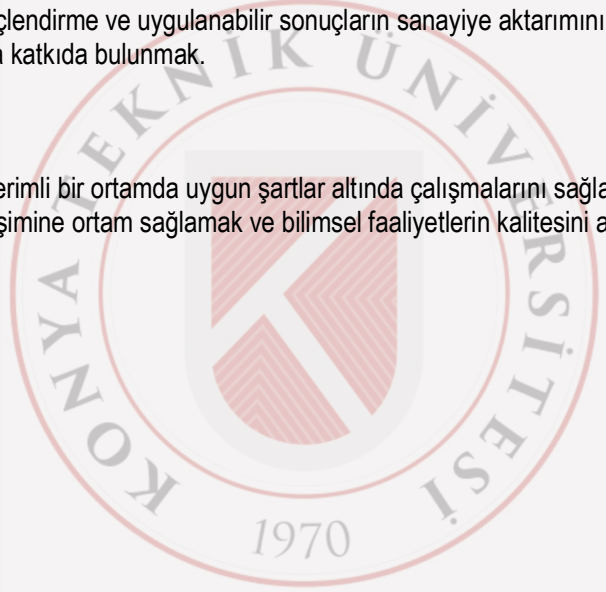 çlendirme ve uygulanabilir sonuçların sanayiye aktarımını
a katkıda bulunmak.
KONYA TEKNİK ÜNİVERSİTESİ
erimli bir ortamda uygun şartlar altında çalışmalarını sağla
şimine ortam sağlamak ve bilimsel faaliyetlerin kalitesini a
1970